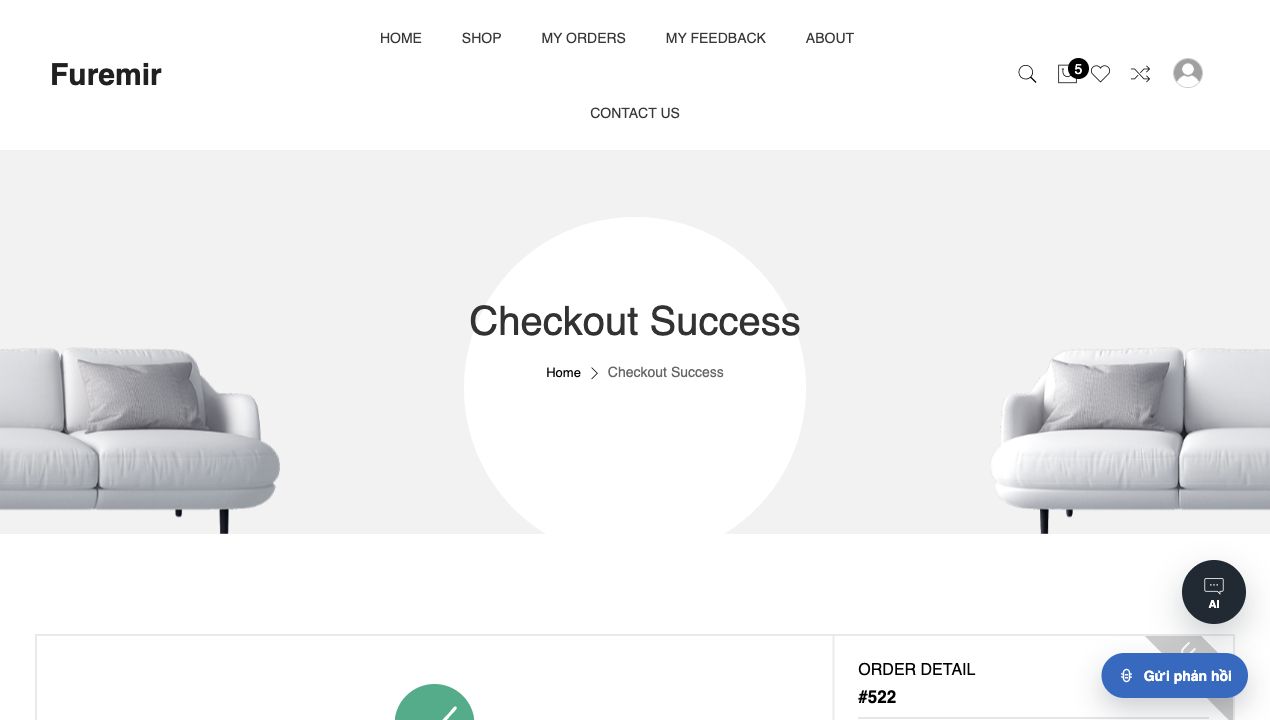 HOME SHOP MY ORDERS MY FEEDBACK ABOUT
Furemir
5
CONTACT US
Checkout Success
Home Checkout Success
AI
ORDER DETAIL
Gửi phản hồi
#522